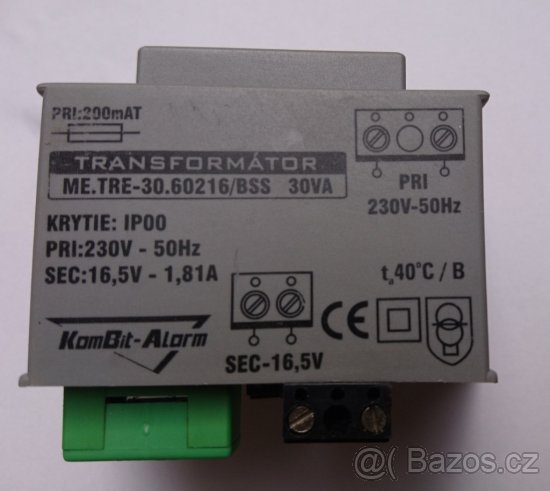 PRI:200mAT
TRANSFORMÁTOR
ME.TRE-30.60216/BSS 30VA
PRI
230V-50Hz
KRYTIE: IP00
PRI:230V - 50Hz
SEC:16,5V - 1,81A
ta40°C / B
KomBit-Alarm
SEC-16,5V
CE
@( Bazos.cz